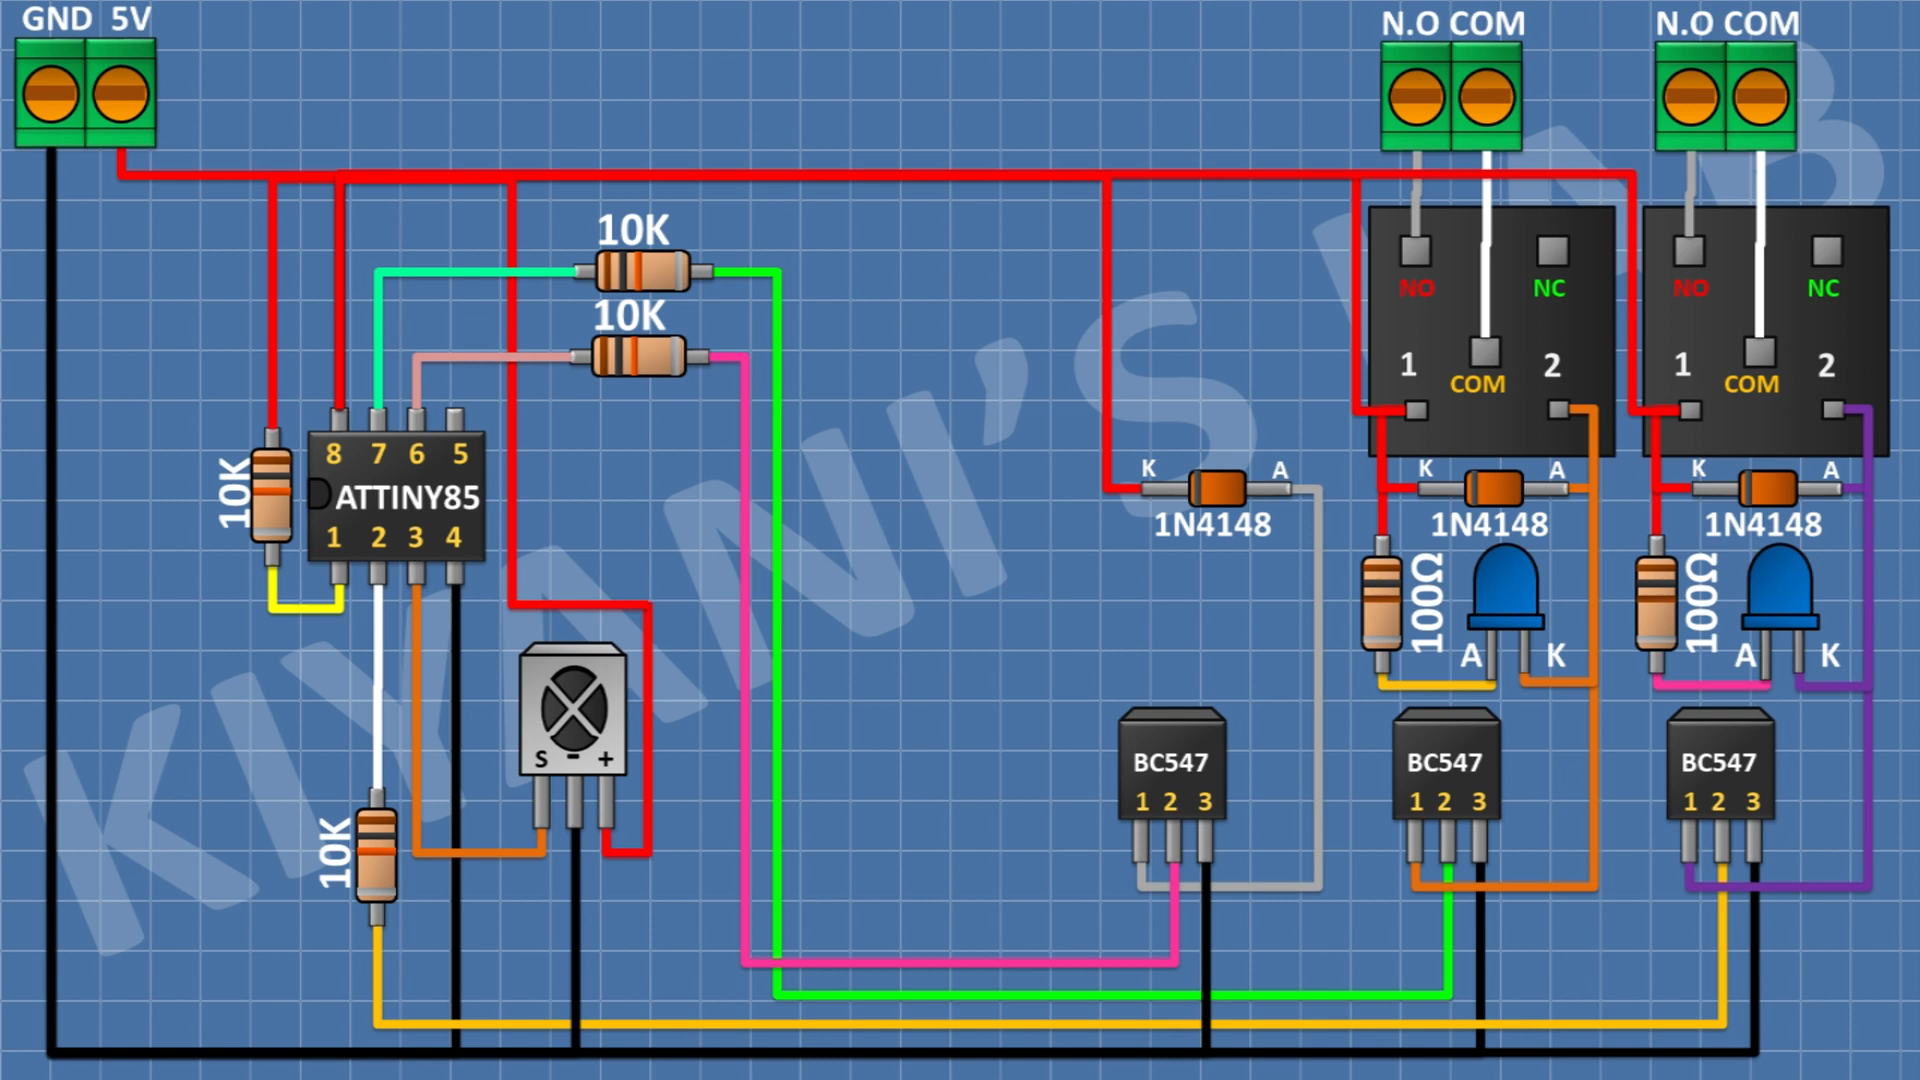 GND 5V
N.O COM
N.O COM
10K
10K
NO
NC
NO
NC
1
2
COM
1
2
COM
8 7 6 5
10K
ATTINY85
1 2 3 4
K
A
1N4148
K
A
1N4148
K
A
1N4148
100Ω
A
K
100Ω
A
K
S - +
BC547
1 2 3
BC547
1 2 3
BC547
1 2 3
10K
KIYANI'S LAB